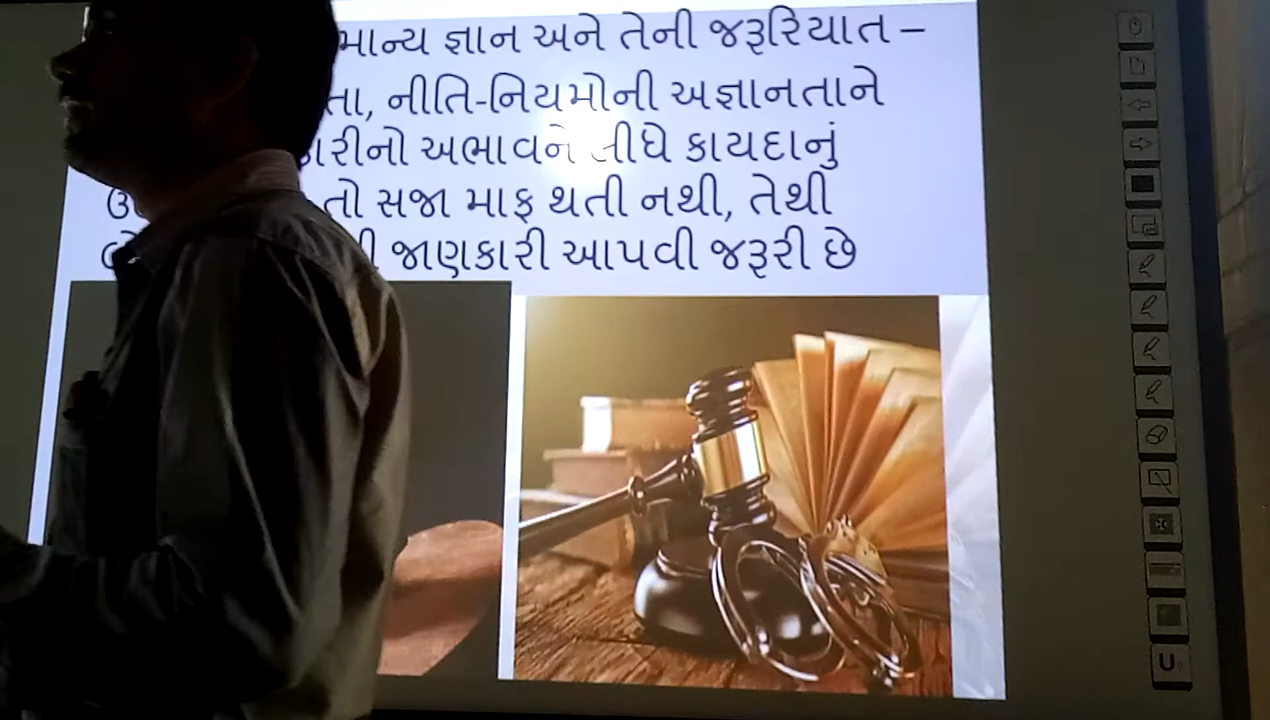 માન્ય જ્ઞાન અને તેની જરૂરિયાત –
તા, નીતિ-નિયમોની અજ્ઞાનતાને
અભાવને લીધે કાયદાનું
તો સજા માફ થતી નથી, તેથી
જાણકારી આપવી જરૂરી છે